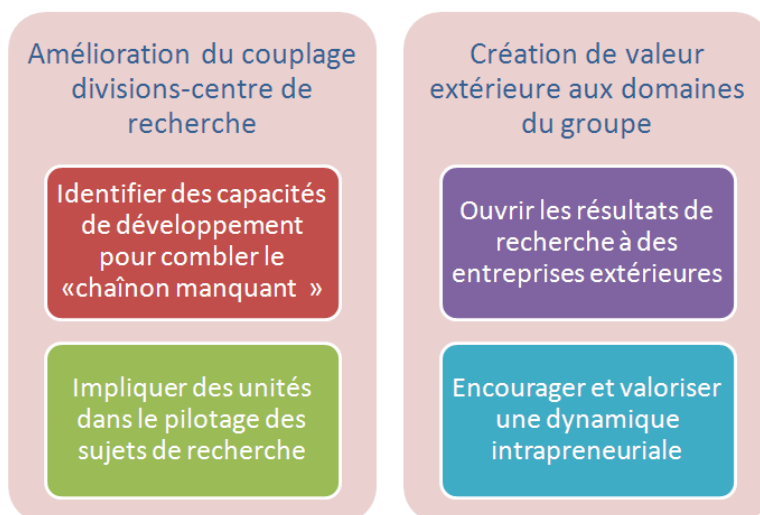 Amélioration du couplage
divisions-centre de
recherche
Identifier des capacités
de développement
pour combler le
«chaînon manquant »
Impliquer des unités
dans le pilotage des
sujets de recherche
Création de valeur
extérieure aux domaines
du groupe
Ouvrir les résultats de
recherche à des
entreprises extérieures
Encourager et valoriser
une dynamique
intrapreneuriale